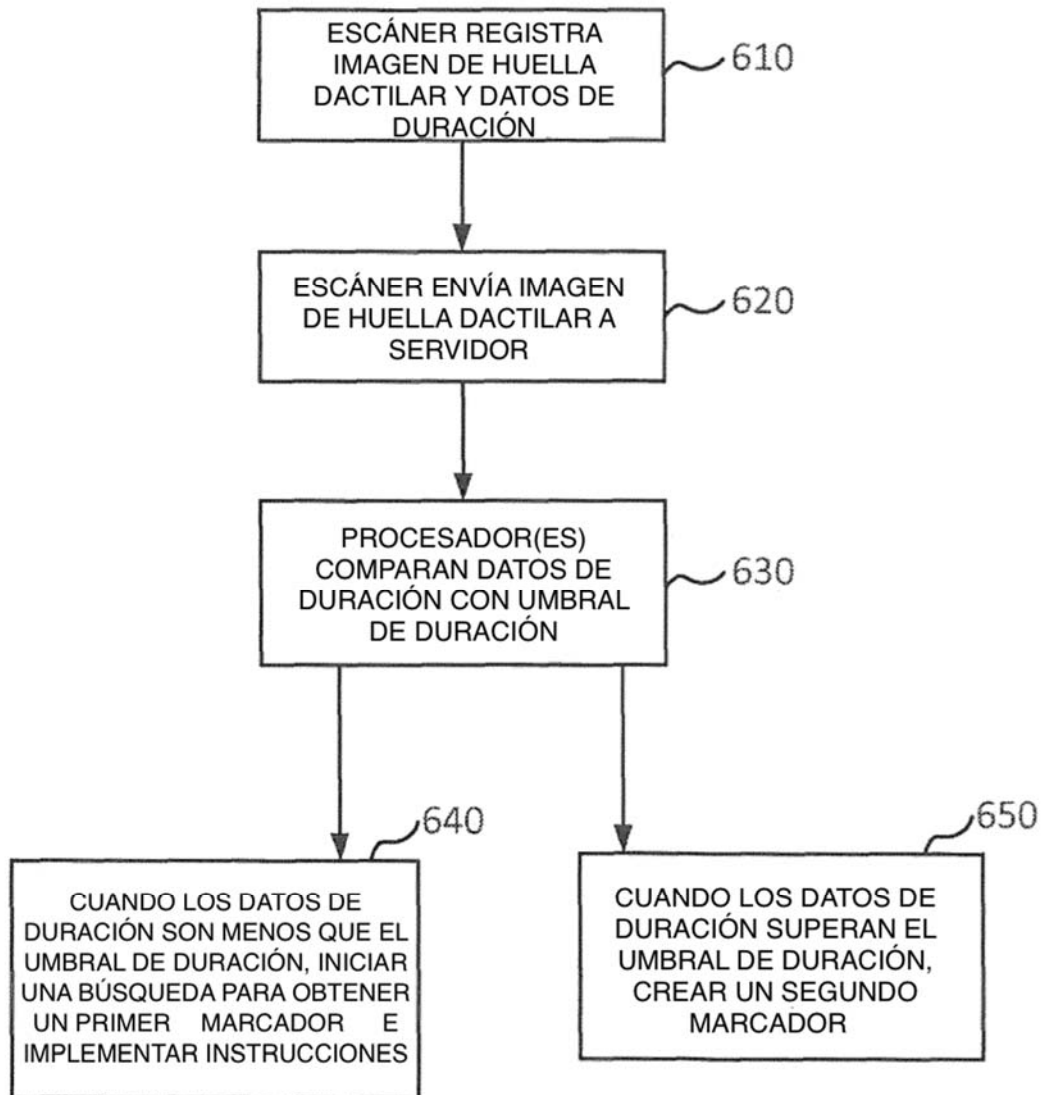 ESCÁNER REGISTRA
IMAGEN DE HUELLA
DACTILAR Y DATOS DE
DURACIÓN
610
ESCÁNER ENVÍA IMAGEN
DE HUELLA DACTILAR A
SERVIDOR
620
PROCESADOR(ES)
COMPARAN DATOS DE
DURACIÓN CON UMBRAL
DE DURACIÓN
630
640
CUANDO LOS DATOS DE
DURACIÓN SON MENOS QUE EL
UMBRAL DE DURACIÓN, INICIAR
UNA BÚSQUEDA PARA OBTENER
UN PRIMER MARCADOR E
IMPLEMENTAR INSTRUCCIONES
650
CUANDO LOS DATOS DE
DURACIÓN SUPERAN EL
UMBRAL DE DURACIÓN,
CREAR UN SEGUNDO
MARCADOR